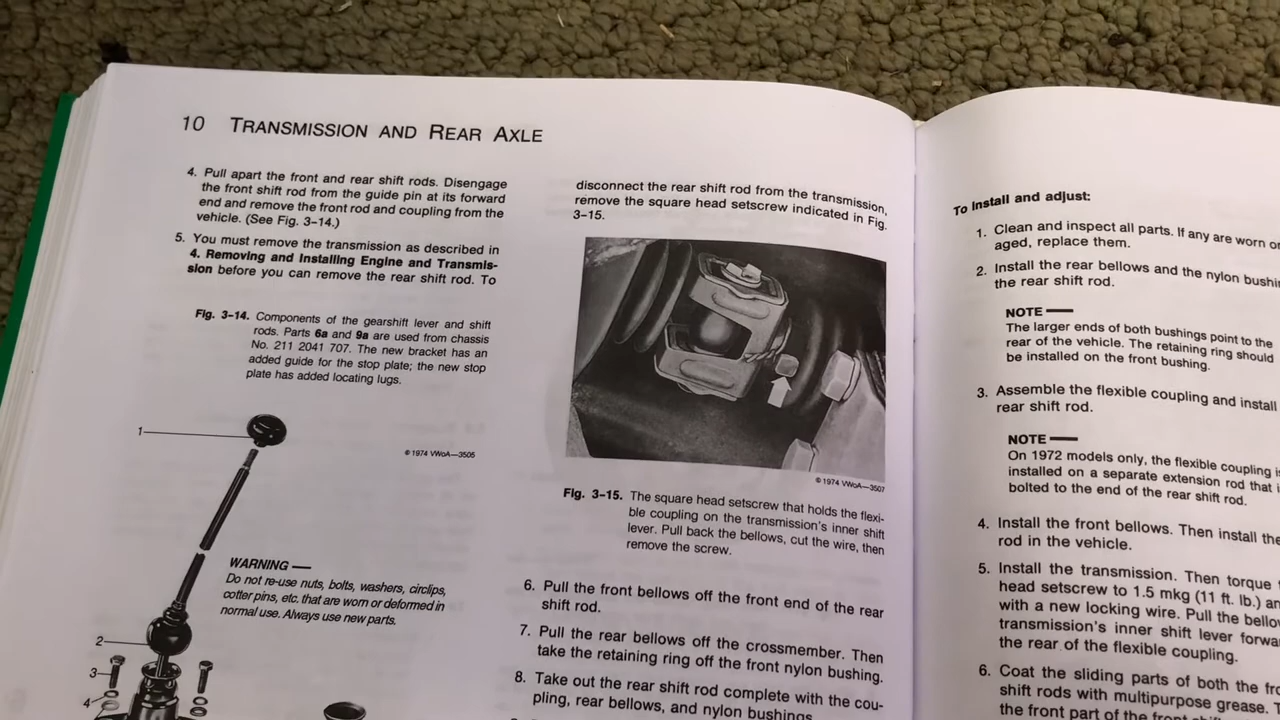 10 TRANSMISSION AND REAR AXLE
4. Pull apart the front and rear shift rods. Disengage
the front shift rod from the guide pin at its forward
end and remove the front rod and coupling from the
vehicle. (See Fig. 3–14.)
5. You must remove the transmission as described in
4. Removing and Installing Engine and Transmis-
sion before you can remove the rear shift rod. To
Fig. 3–14. Components of the gearshift lever and shift
rods. Parts 6a and 9a are used from chassis
No. 211 2041 707. The new bracket has an
added guide for the stop plate; the new stop
plate has added locating lugs.
1
© 1974 VWoA—3505
WARNING —
Do not re-use nuts, bolts, washers, circlips,
cotter pins, etc. that are worn or deformed in
normal use. Always use new parts.
2
3
4
disconnect the rear shift rod from the transmission,
remove the square head setscrew indicated in Fig.
3–15.
© 1974 VWoA—3507
Fig. 3–15. The square head setscrew that holds the flexi-
ble coupling on the transmission's inner shift
lever. Pull back the bellows, cut the wire, then
remove the screw.
6. Pull the front bellows off the front end of the rear
shift rod.
7. Pull the rear bellows off the crossmember. Then
take the retaining ring off the front nylon bushing.
8. Take out the rear shift rod complete with the cou-
pling, rear bellows, and nylon bushings
To install and adjust:
1. Clean and inspect all parts. If any are worn or
aged, replace them.
2. Install the rear bellows and the nylon bushi
the rear shift rod.
NOTE —
The larger ends of both bushings point to the
rear of the vehicle. The retaining ring should
be installed on the front bushing.
3. Assemble the flexible coupling and install
rear shift rod.
NOTE —
On 1972 models only, the flexible coupling i
installed on a separate extension rod that i
bolted to the end of the rear shift rod.
4. Install the front bellows. Then install the
rod in the vehicle.
5. Install the transmission. Then torque
head setscrew to 1.5 mkg (11 ft. lb.) an
with a new locking wire. Pull the bello
transmission's inner shift lever forwa
the rear of the flexible coupling.
6. Coat the sliding parts of both the fro
shift rods with multipurpose grease. T
the front part of the front shift